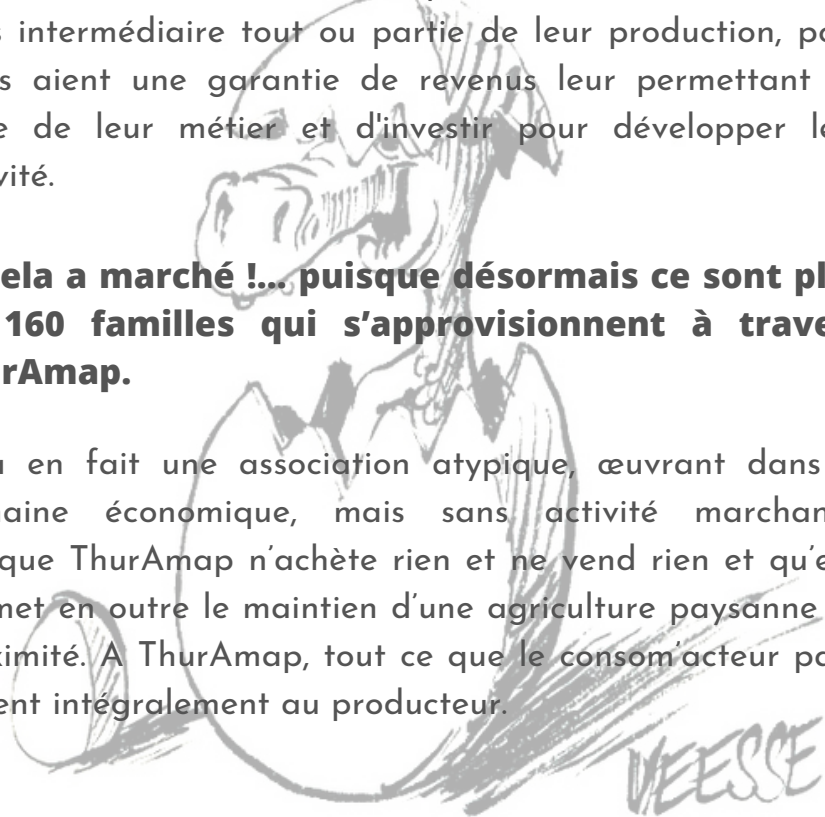 s intermédiaire tout ou partie de leur production, po
s aient une garantie de revenus leur permettant
e de leur métier et d'investir pour développer le
vité.
ela a marché !... puisque désormais ce sont pl
160 familles qui s’approvisionnent à trave
rAmap.
a en fait une association atypique, œuvrant dans
maine économique, mais sans activité marchan
que ThurAmap n’achète rien et ne vend rien et qu’e
met en outre le maintien d’une agriculture paysanne
ximité. A ThurAmap, tout ce que le consom’acteur pa
ent intégralement au producteur.
VEESSE